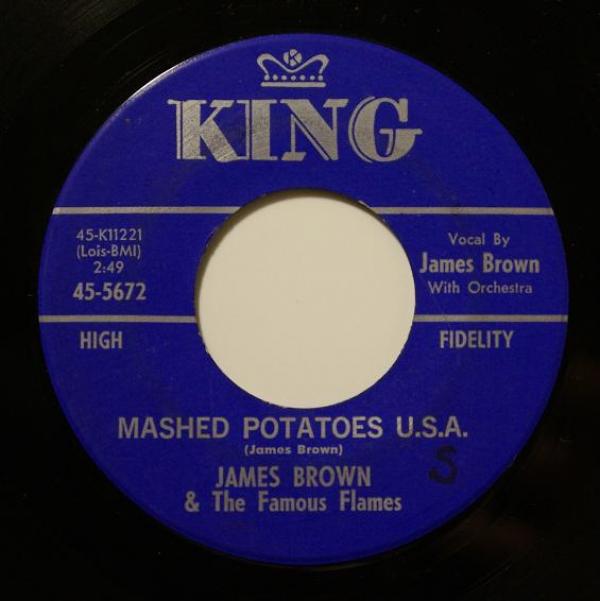 K
KING
45-K11221
(Lois-BMI)
2:49
45-5672
Vocal By
James Brown
With Orchestra
HIGH FIDELITY
MASHED POTATOES U.S.A.
(James Brown)
JAMES BROWN
& The Famous Flames
S